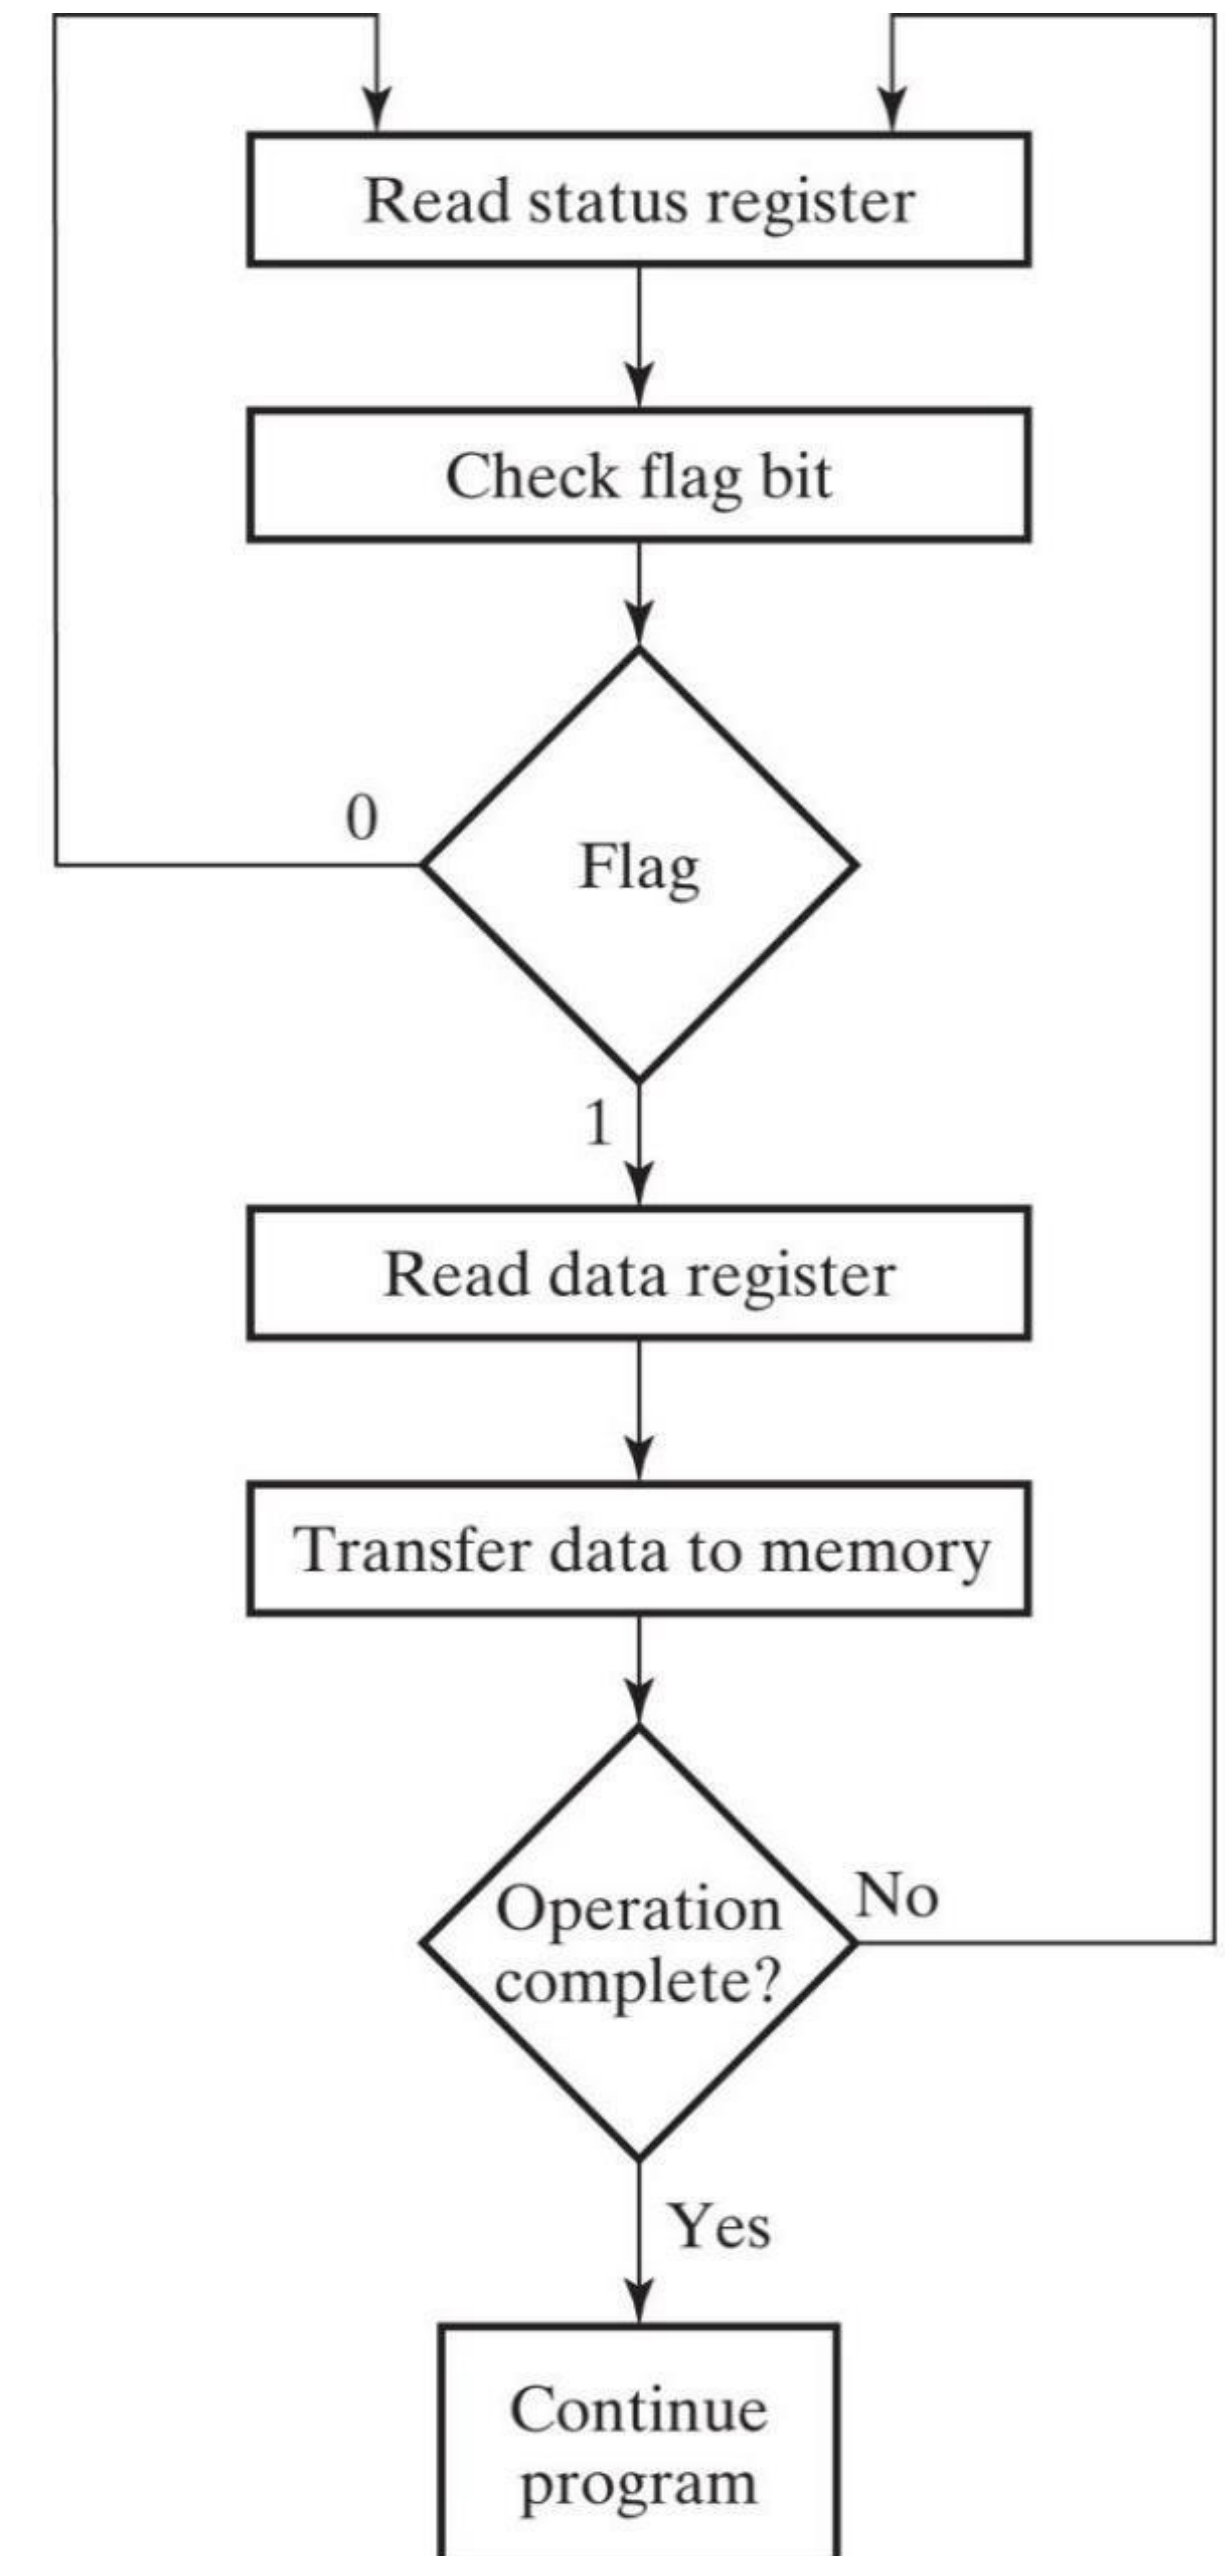 Read status register
Check flag bit
0
Flag
1
Read data register
Transfer data to memory
Operation
complete?
No
Yes
Continue
program